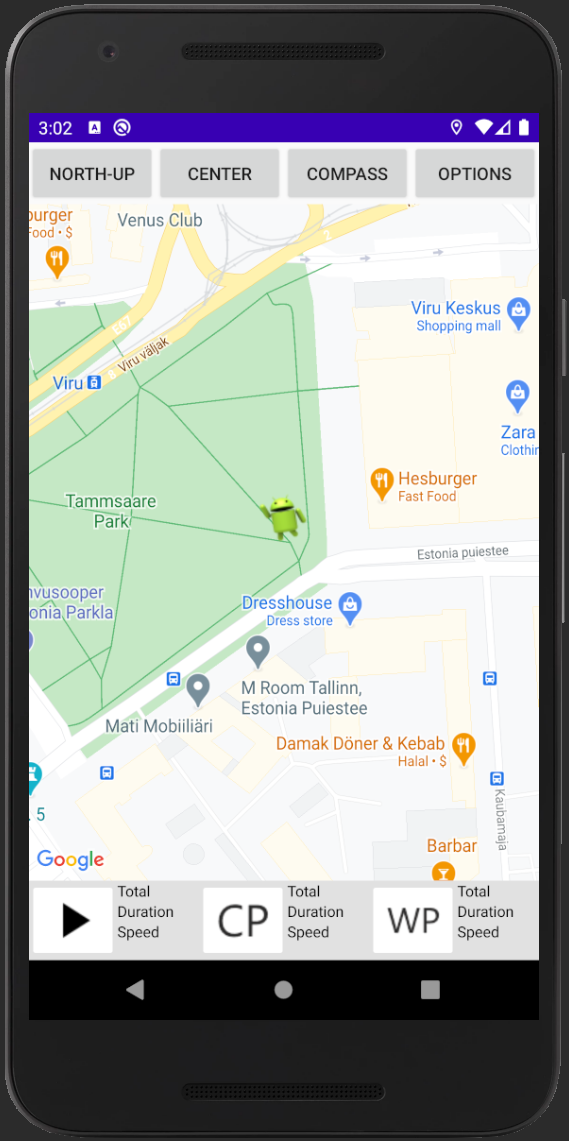 3:02
NORTH-UP
CENTER
COMPASS
OPTIONS
burger
Food • $
Venus Club
2
E67
Viru väljak
Viru
Viru Keskus
Shopping mall
Zara
Clothin
Hesburger
Fast Food
Tammsaare
Park
Estonia puiestee
nvusooper
onia Parkla
Dresshouse
Dress store
M Room Tallinn,
Estonia Puiestee
Mati Mobiiliäri
Damak Döner & Kebab
Halal • $
Kaubamaja
. 5
Barbar
Google
Total
Duration
Speed
CP
Total
Duration
Speed
WP
Total
Duration
Speed